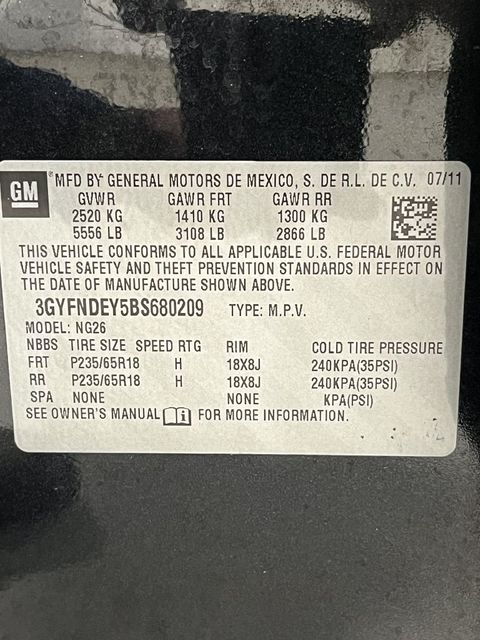 GM
MFD BY GENERAL MOTORS DE MEXICO, S. DE R.L. DE C.V. 07/11
GVWR GAWR FRT GAWR RR
2520 KG 1410 KG 1300 KG
5556 LB 3108 LB 2866 LB
THIS VEHICLE CONFORMS TO ALL APPLICABLE U.S. FEDERAL MOTOR
VEHICLE SAFETY AND THEFT PREVENTION STANDARDS IN EFFECT ON
THE DATE OF MANUFACTURE SHOWN ABOVE.
3GYFNDEY5BS680209 TYPE: M.P.V.
MODEL: NG26
NBBS TIRE SIZE SPEED RTG RIM COLD TIRE PRESSURE
FRT P235/65R18 H 18X8J 240KPA(35PSI)
RR P235/65R18 H 18X8J 240KPA(35PSI)
SPA NONE NONE KPA(PSI)
SEE OWNER'S MANUAL FOR MORE INFORMATION.